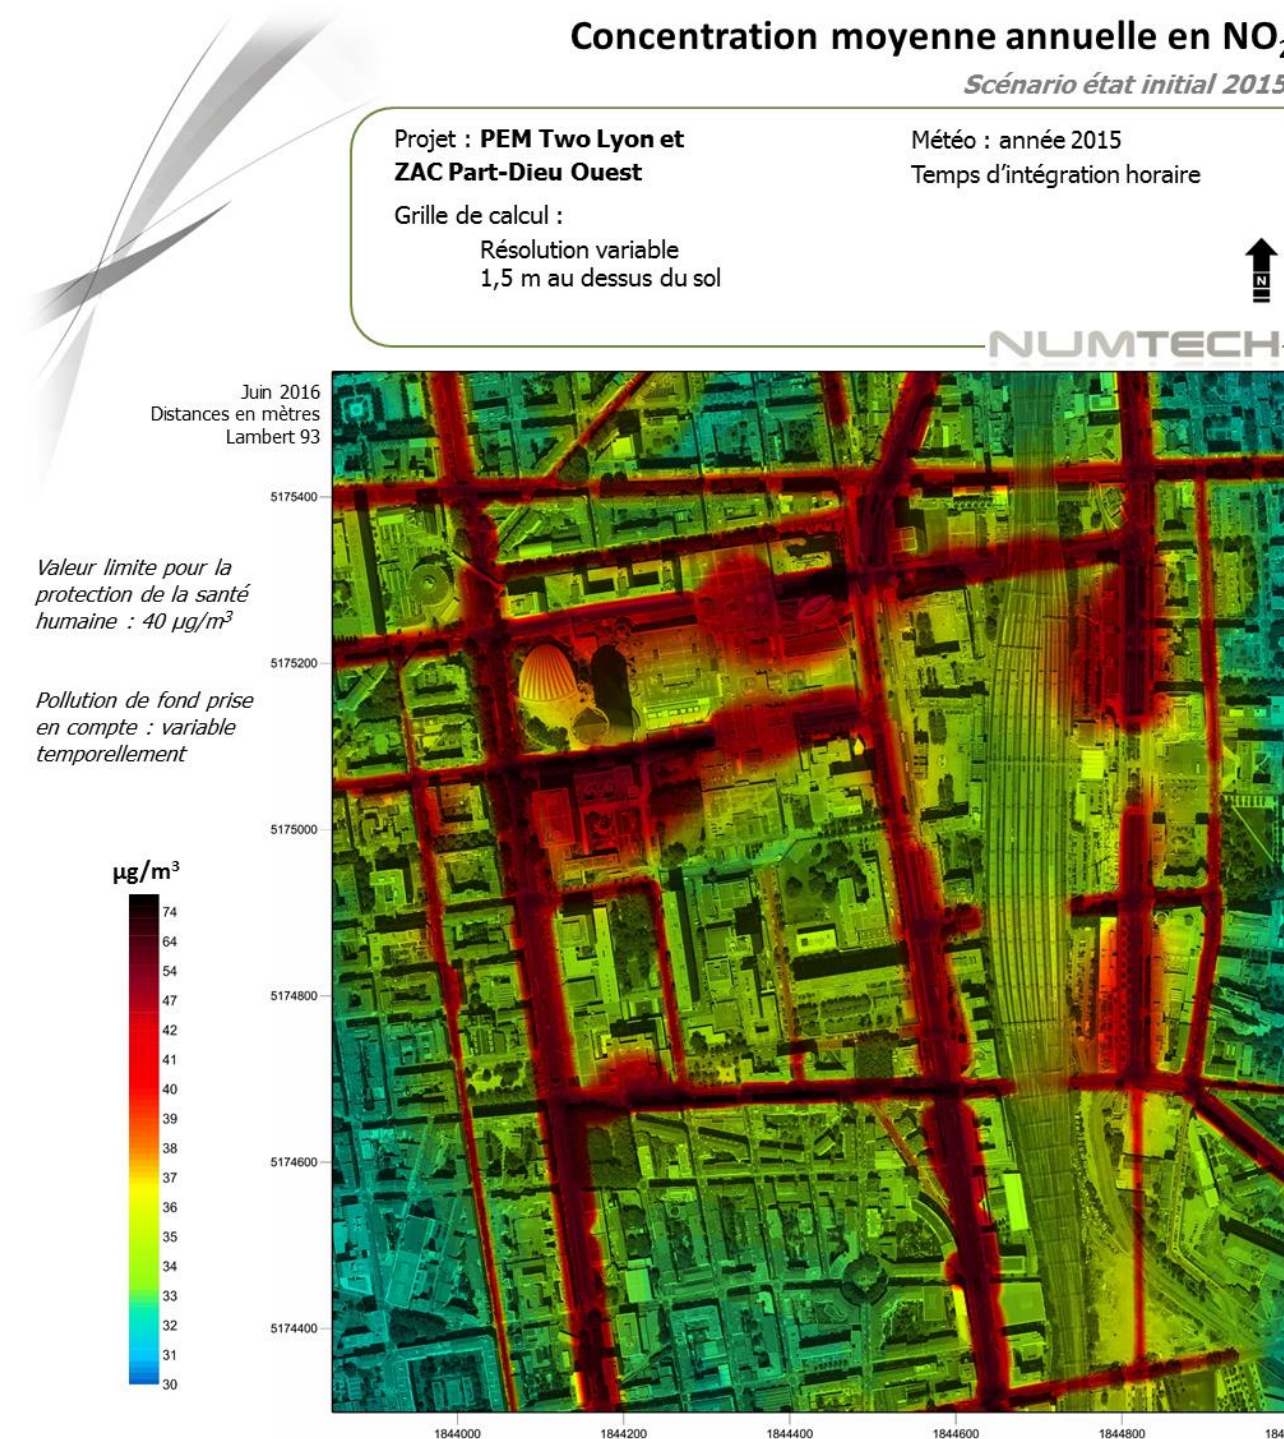 Concentration moyenne annuelle en NO2
Scénario état initial 2015
Projet : PEM Two Lyon et
ZAC Part-Dieu Ouest
Grille de calcul :
Résolution variable
1,5 m au dessus du sol
Météo : année 2015
Temps d’intégration horaire
N
NUMTECH
Juin 2016
Distances en mètres
Lambert 93
Valeur limite pour la
protection de la santé
humaine : 40 µg/m³
Pollution de fond prise
en compte : variable
temporellement
µg/m³
74
64
54
47
42
41
40
39
38
37
36
35
34
33
32
31
30
5175400
5175200
5175000
5174800
5174600
5174400
1844000
1844200
1844400
1844600
1844800